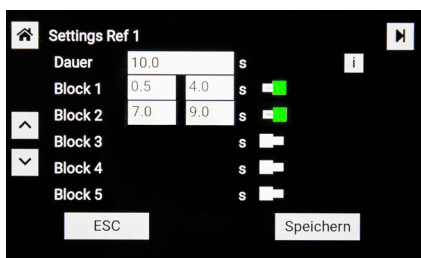 Settings Ref 1
Dauer 10.0 s i
Block 1 0.5 4.0 s
Block 2 7.0 9.0 s
Block 3 s
Block 4 s
Block 5 s
ESC Speichern